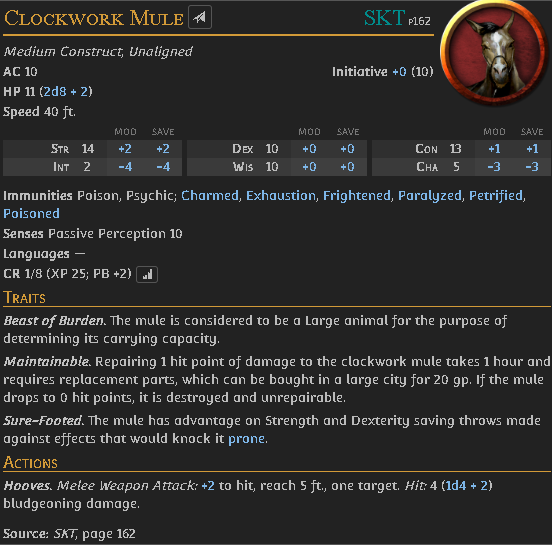 Clockwork Mule SKT p162
Medium Construct, Unaligned
AC 10 Initiative +0 (10)
HP 11 (2d8 + 2)
Speed 40 ft.
MOD SAVE MOD SAVE MOD SAVE
Str 14 +2 +2 Dex 10 +0 +0 Con 13 +1 +1
Int 2 −4 −4 Wis 10 +0 +0 Cha 5 −3 −3
Immunities Poison, Psychic; Charmed, Exhaustion, Frightened, Paralyzed, Petrified,
Poisoned
Senses Passive Perception 10
Languages —
CR 1/8 (XP 25; PB +2)
Traits
Beast of Burden. The mule is considered to be a Large animal for the purpose of
determining its carrying capacity.
Maintainable. Repairing 1 hit point of damage to the clockwork mule takes 1 hour and
requires replacement parts, which can be bought in a large city for 20 gp. If the mule
drops to 0 hit points, it is destroyed and unrepairable.
Sure-Footed. The mule has advantage on Strength and Dexterity saving throws made
against effects that would knock it prone.
Actions
Hooves. Melee Weapon Attack: +2 to hit, reach 5 ft., one target. Hit: 4 (1d4 + 2)
bludgeoning damage.
Source: SKT, page 162